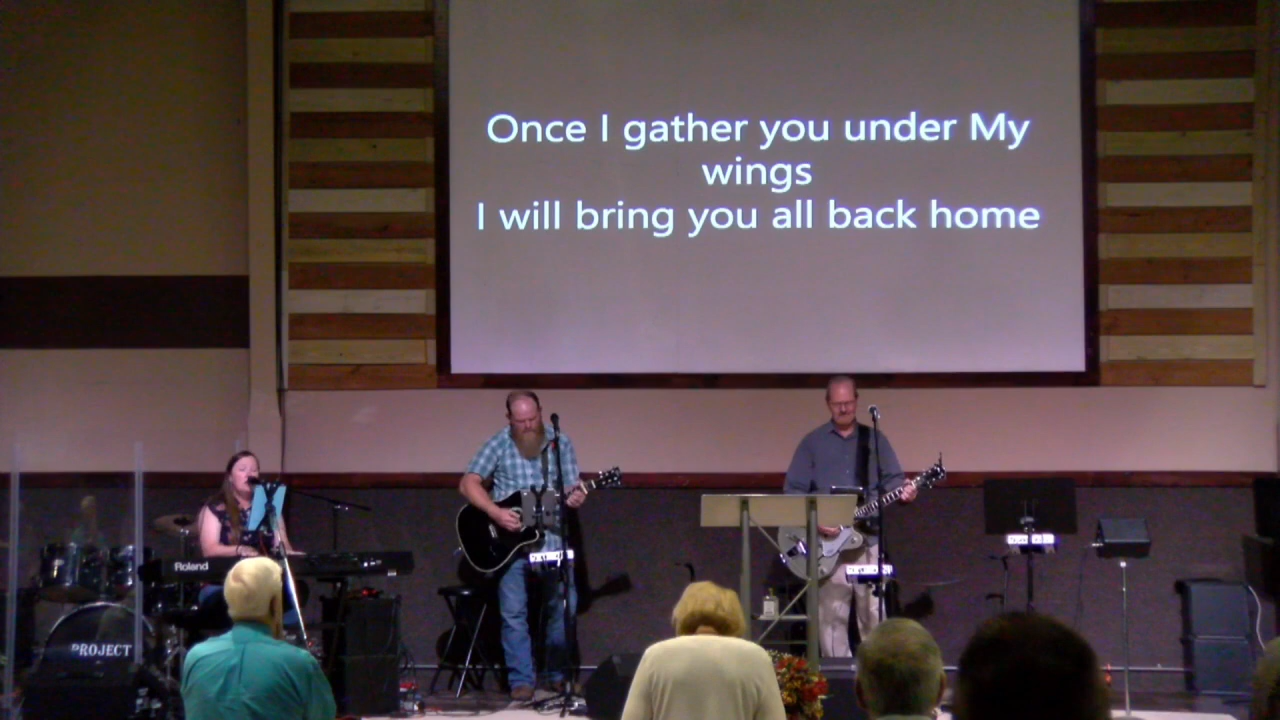 Once I gather you under My
wings
I will bring you all back home
Roland
PROJECT